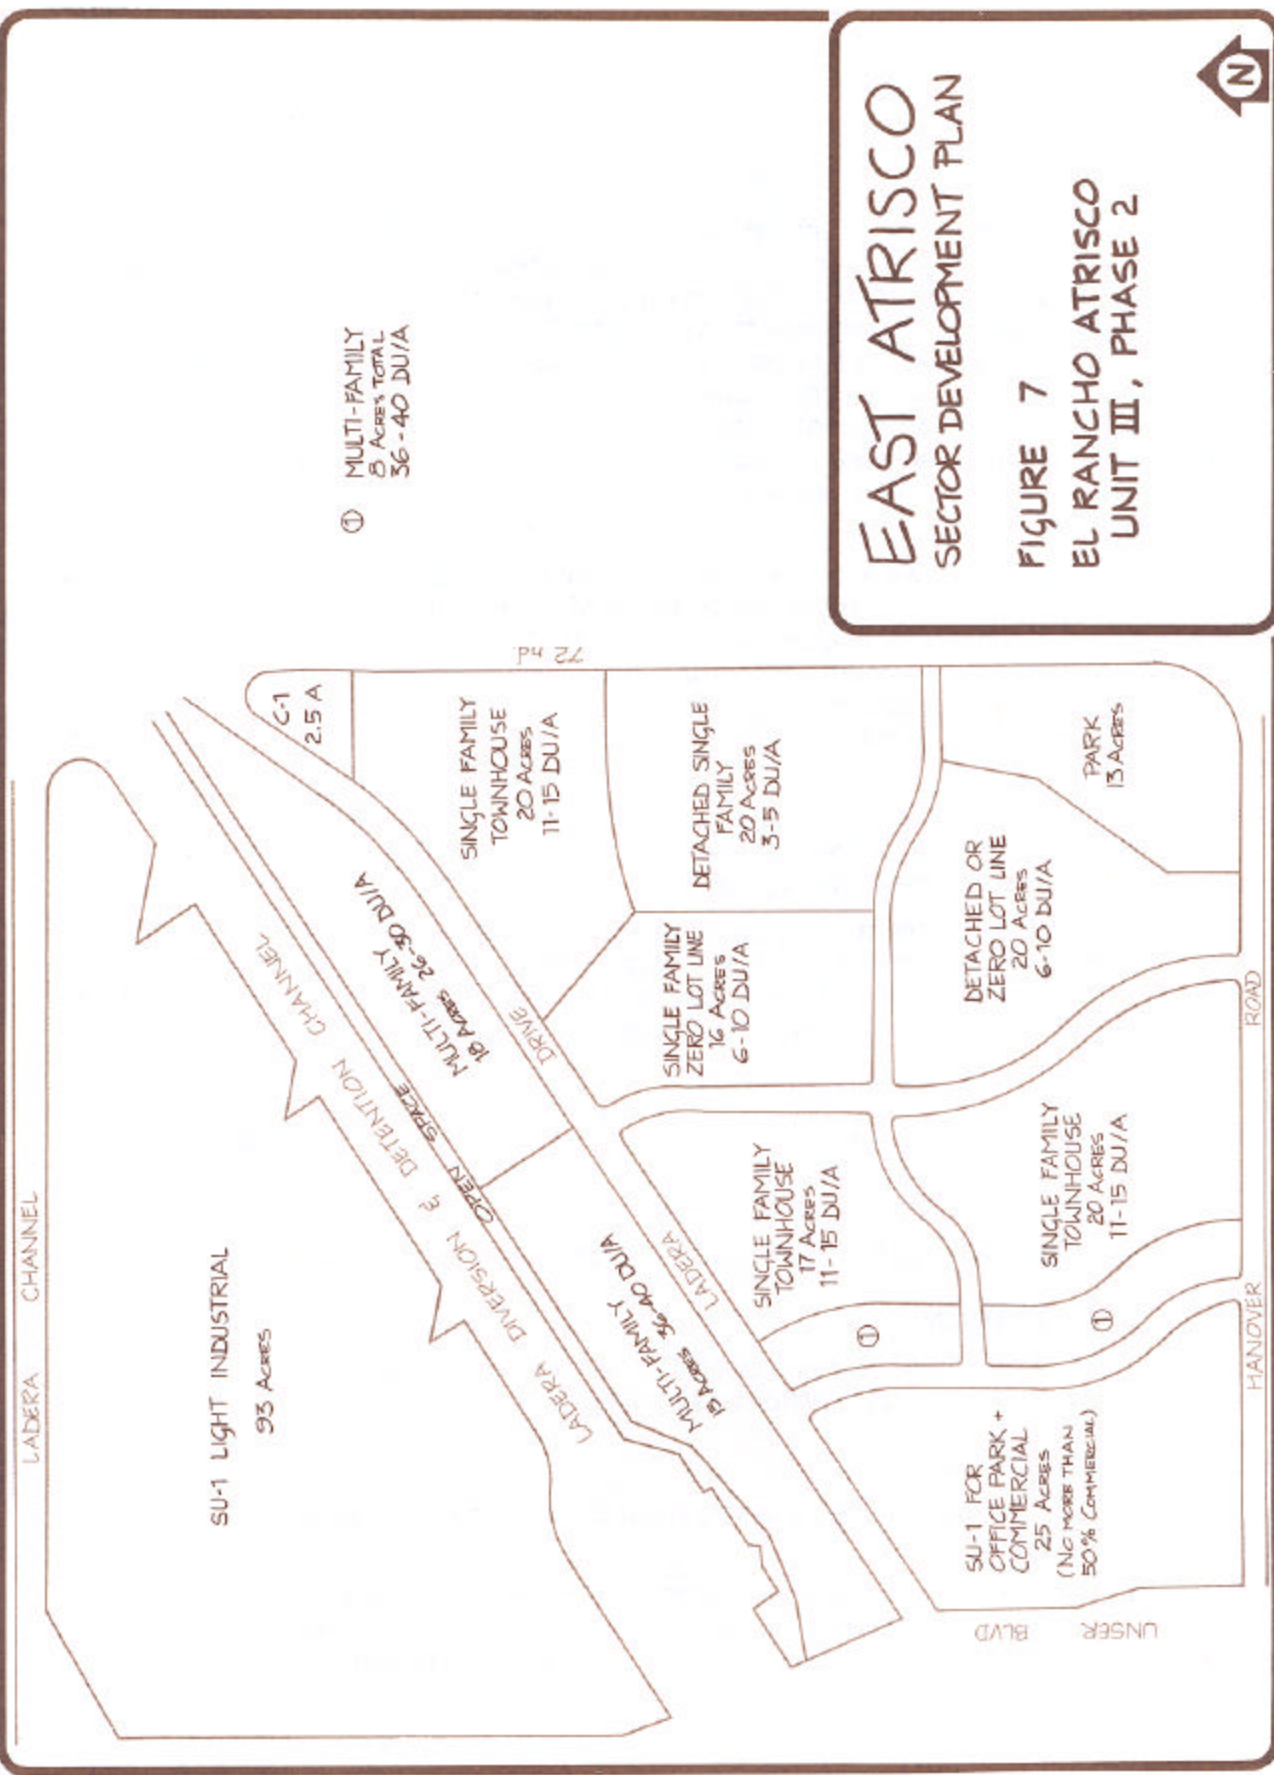 LADERA CHANNEL
SU-1 LIGHT INDUSTRIAL
93 ACRES
LADERA DIVERSION & DETENTION CHANNEL
OPEN SPACE
MULTI-FAMILY
18 ACRES 26-30 DU/A
MULTI-FAMILY
13 ACRES 36-40 DU/A
LADERA DRIVE
C-1
2.5 A
72 nd.
① MULTI-FAMILY
8 ACRES TOTAL
36-40 DU/A
SINGLE FAMILY
TOWNHOUSE
20 ACRES
11-15 DU/A
DETACHED SINGLE
FAMILY
20 ACRES
3-5 DU/A
SINGLE FAMILY
ZERO LOT LINE
16 ACRES
6-10 DU/A
SINGLE FAMILY
TOWNHOUSE
17 ACRES
11-15 DU/A
①
SU-1 FOR
OFFICE PARK +
COMMERCIAL
25 ACRES
(NO MORE THAN
50% COMMERCIAL)
①
SINGLE FAMILY
TOWNHOUSE
20 ACRES
11-15 DU/A
DETACHED OR
ZERO LOT LINE
20 ACRES
6-10 DU/A
PARK
13 ACRES
UNSER BLVD
HANOVER ROAD
EAST ATRISCO
SECTOR DEVELOPMENT PLAN
FIGURE 7
EL RANCHO ATRISCO
UNIT III, PHASE 2
N